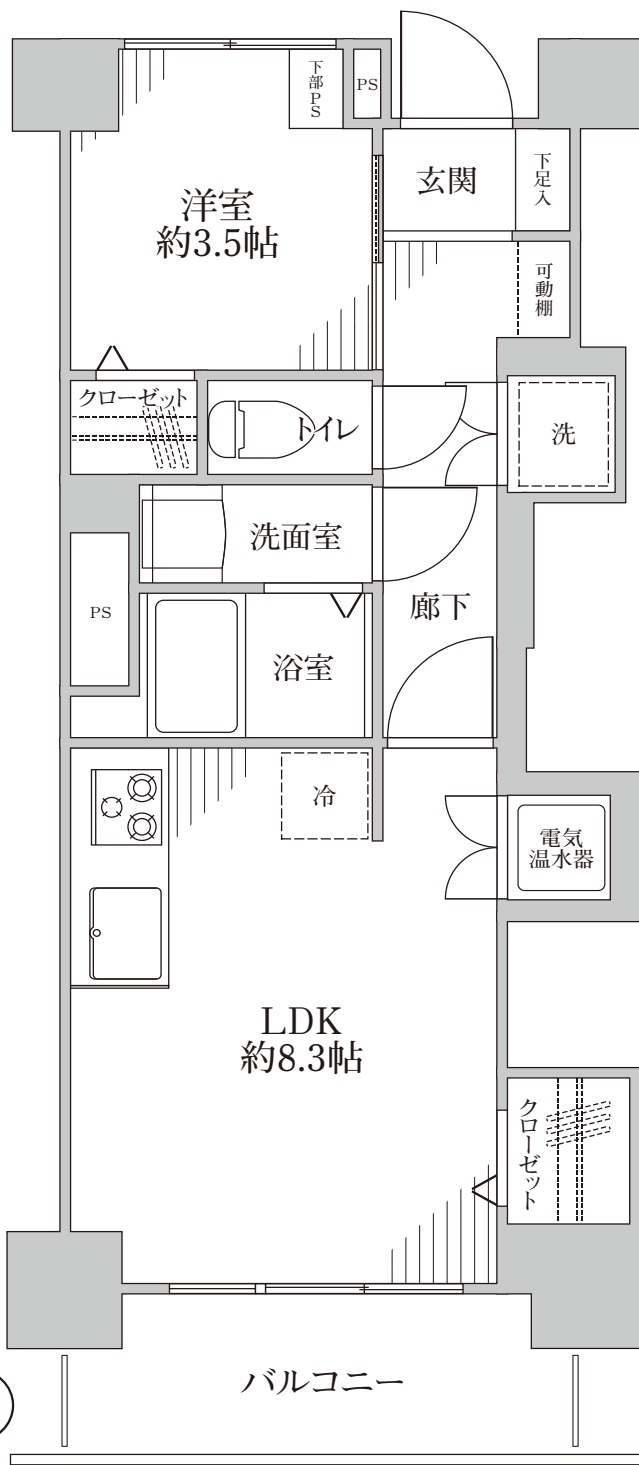 下部PS
PS
洋室
約3.5帖
玄関
下足入
可動棚
クローゼット
トイレ
洗
洗面室
廊下
PS
浴室
冷
電気
温水器
LDK
約8.3帖
クローゼット
バルコニー